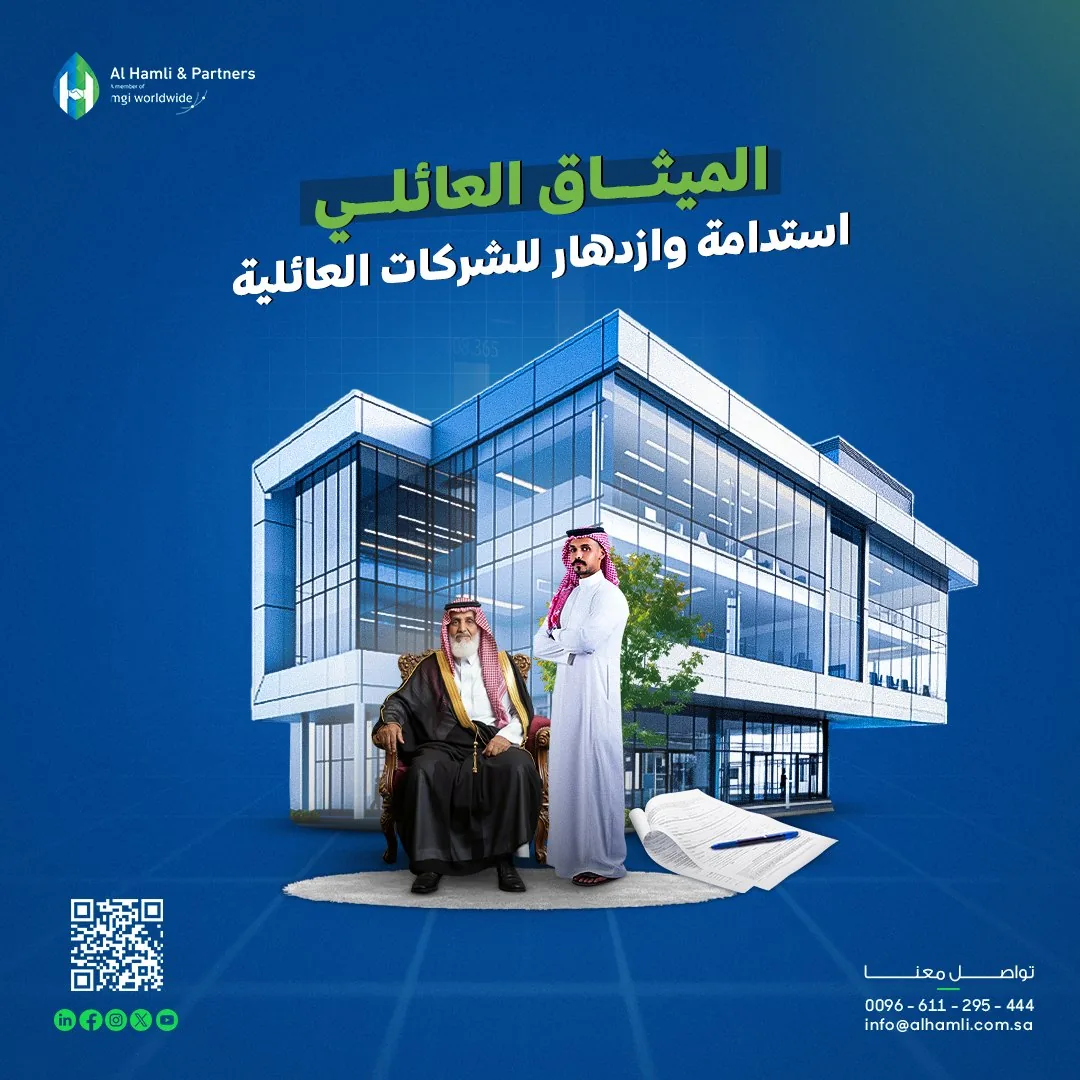 Al Hamli & Partners
A member of
mgi worldwide
الميثاق العائلي
استدامة وازدهار للشركات العائلية
تواصل معنا
0096 - 611 - 295 - 444
info@alhamli.com.sa